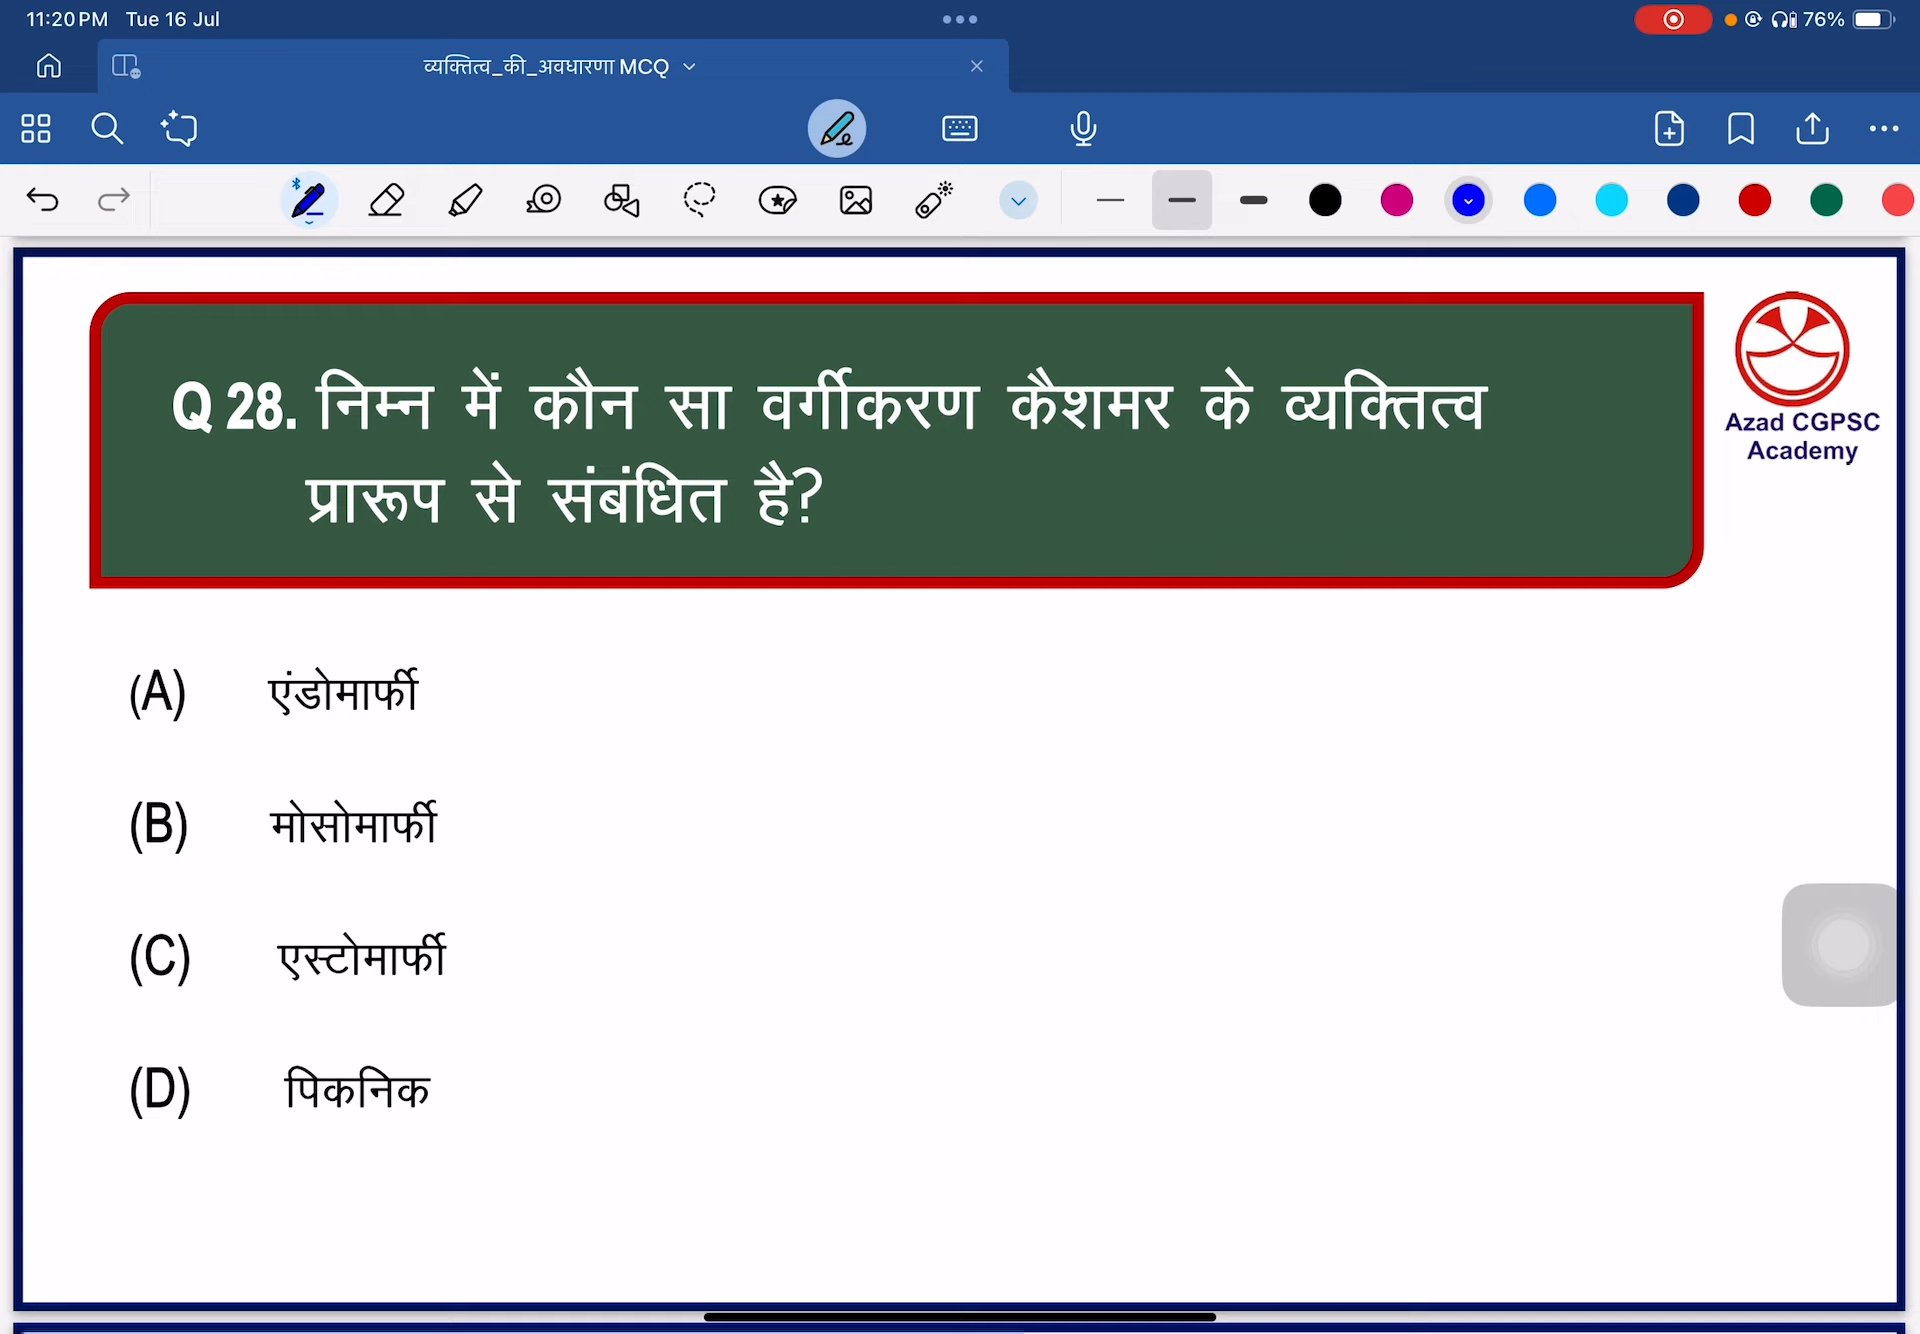 11:20 PM Tue 16 Jul
76%
व्यक्तित्व_की_अवधारणा MCQ
Q 28. निम्न में कौन सा वर्गीकरण कैशमर के व्यक्तित्व
प्रारूप से संबंधित है?
Azad CGPSC
Academy
(A) एंडोमार्फी
(B) मोसोमार्फी
(C) एस्टोमार्फी
(D) पिकनिक